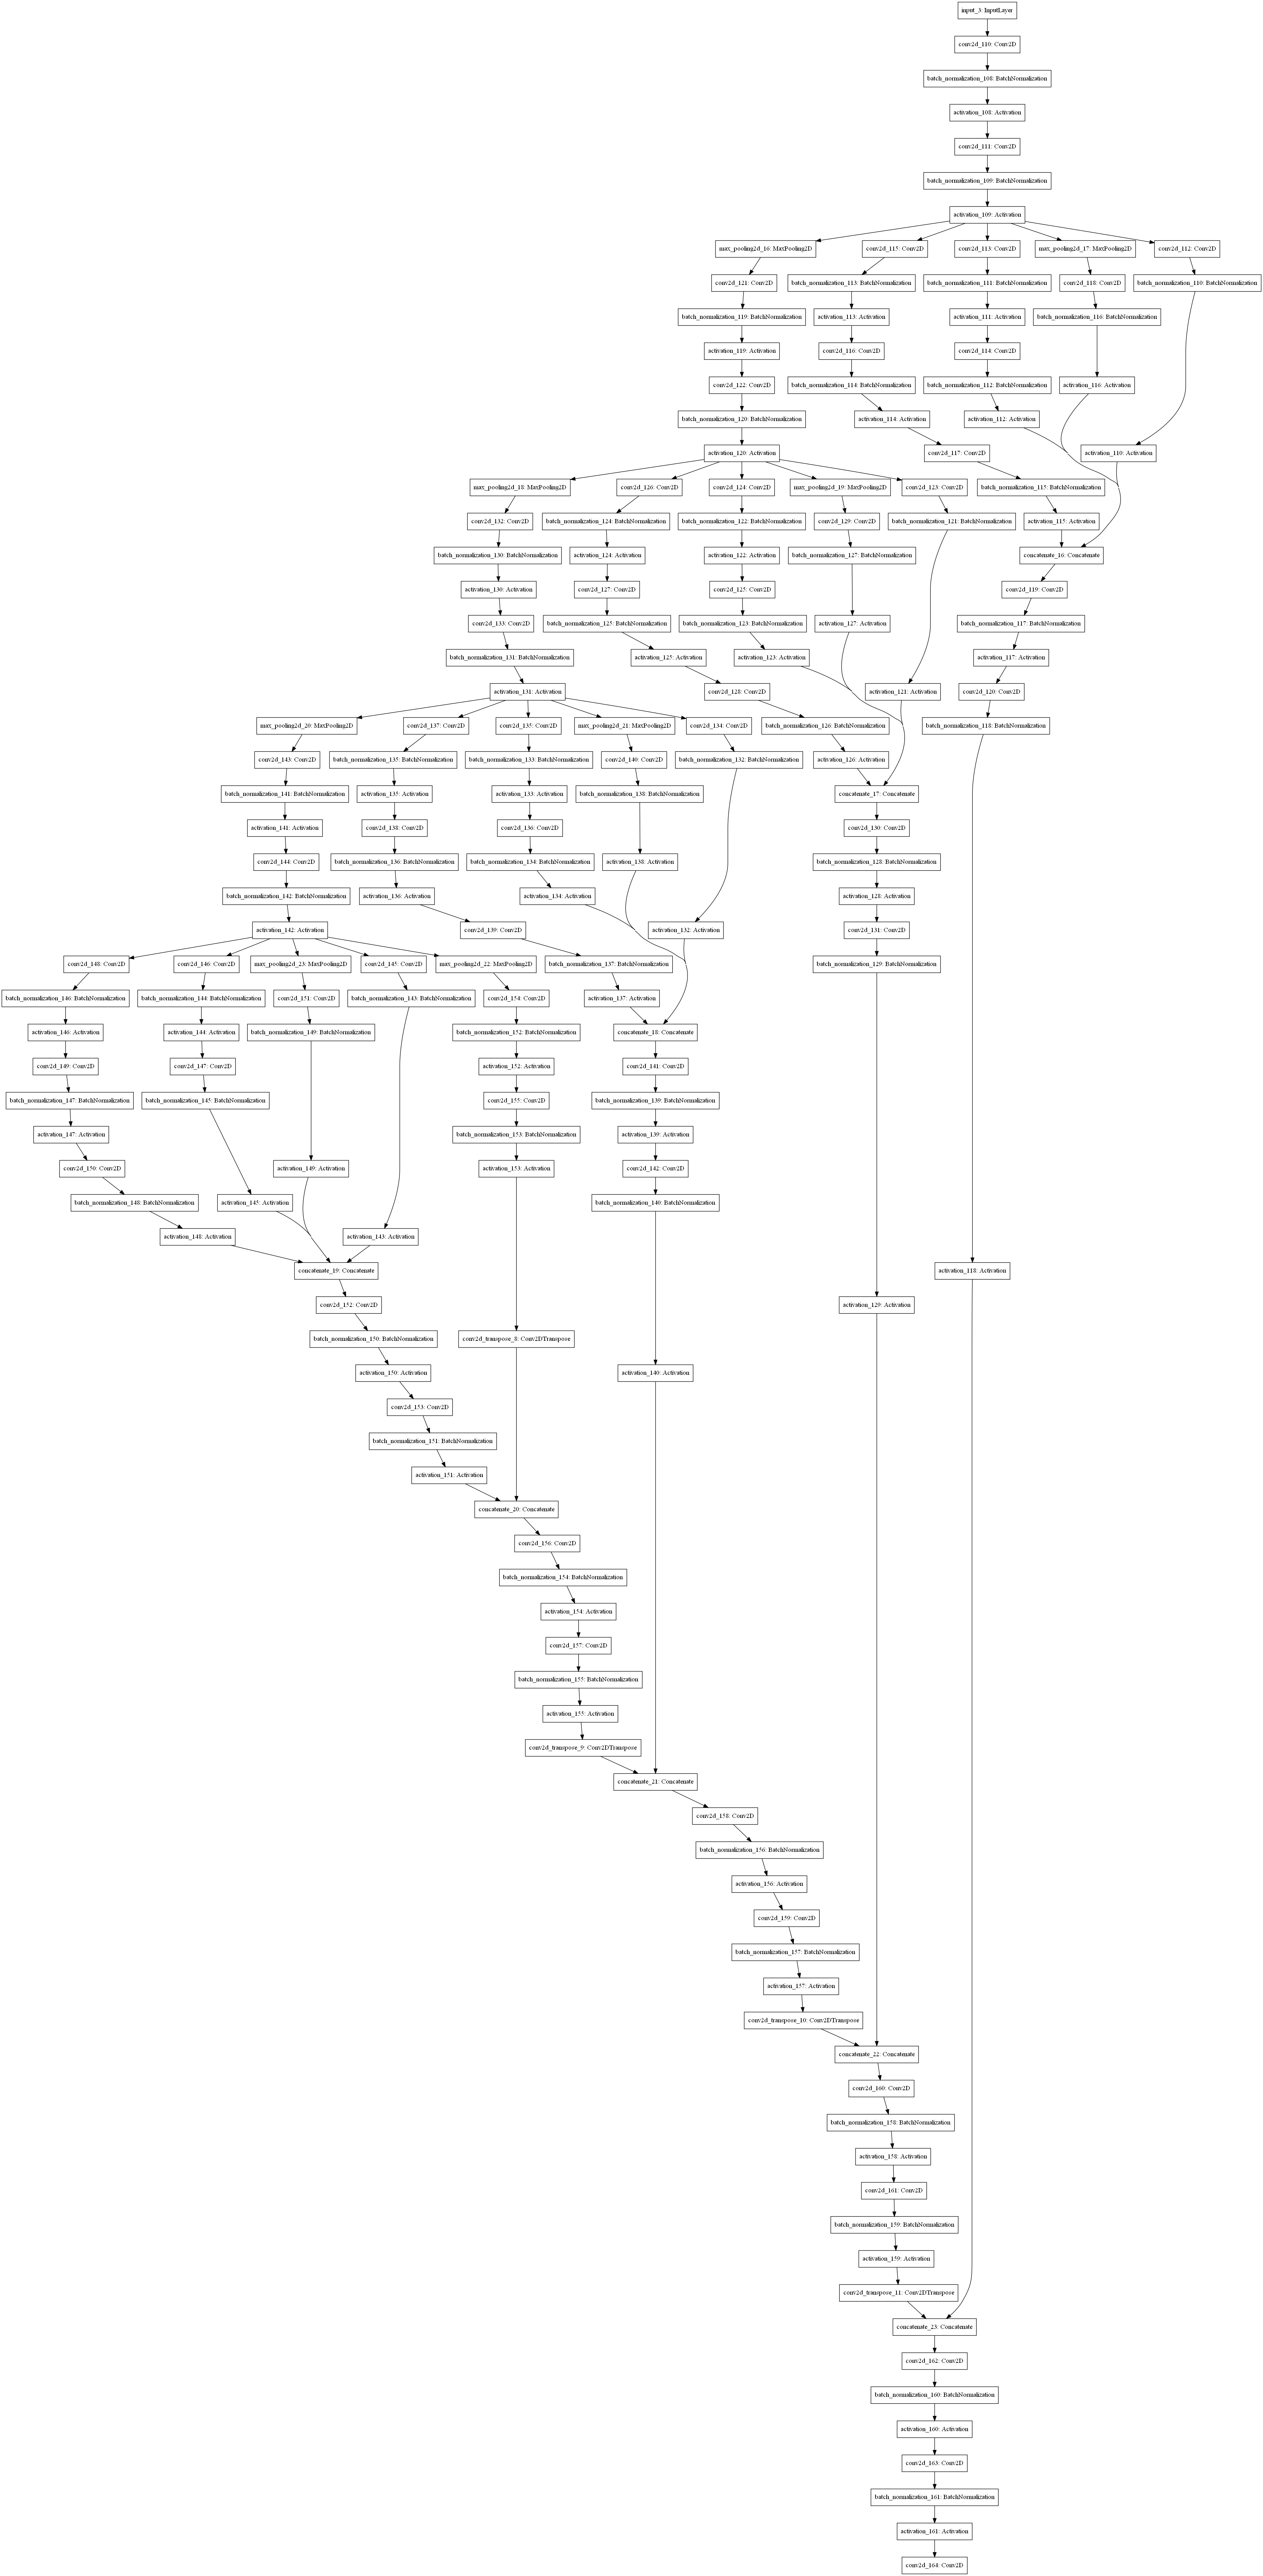 input_3: InputLayer
conv2d_110: Conv2D
batch_normalization_108: BatchNormalization
activation_108: Activation
conv2d_111: Conv2D
batch_normalization_109: BatchNormalization
activation_109: Activation
max_pooling2d_16: MaxPooling2D
conv2d_115: Conv2D
conv2d_113: Conv2D
max_pooling2d_17: MaxPooling2D
conv2d_112: Conv2D
conv2d_121: Conv2D
batch_normalization_113: BatchNormalization
batch_normalization_111: BatchNormalization
conv2d_118: Conv2D
batch_normalization_110: BatchNormalization
batch_normalization_119: BatchNormalization
activation_113: Activation
activation_111: Activation
batch_normalization_116: BatchNormalization
activation_119: Activation
conv2d_116: Conv2D
conv2d_114: Conv2D
conv2d_122: Conv2D
batch_normalization_114: BatchNormalization
batch_normalization_112: BatchNormalization
activation_116: Activation
batch_normalization_120: BatchNormalization
activation_114: Activation
activation_112: Activation
activation_120: Activation
conv2d_117: Conv2D
activation_110: Activation
max_pooling2d_18: MaxPooling2D
conv2d_126: Conv2D
conv2d_124: Conv2D
max_pooling2d_19: MaxPooling2D
conv2d_123: Conv2D
batch_normalization_115: BatchNormalization
conv2d_132: Conv2D
batch_normalization_124: BatchNormalization
batch_normalization_122: BatchNormalization
conv2d_129: Conv2D
batch_normalization_121: BatchNormalization
activation_115: Activation
batch_normalization_130: BatchNormalization
activation_124: Activation
activation_122: Activation
batch_normalization_127: BatchNormalization
concatenate_16: Concatenate
activation_130: Activation
conv2d_127: Conv2D
conv2d_125: Conv2D
conv2d_119: Conv2D
conv2d_133: Conv2D
batch_normalization_125: BatchNormalization
batch_normalization_123: BatchNormalization
activation_127: Activation
batch_normalization_117: BatchNormalization
batch_normalization_131: BatchNormalization
activation_125: Activation
activation_123: Activation
activation_117: Activation
activation_131: Activation
conv2d_128: Conv2D
activation_121: Activation
conv2d_120: Conv2D
max_pooling2d_20: MaxPooling2D
conv2d_137: Conv2D
conv2d_135: Conv2D
max_pooling2d_21: MaxPooling2D
conv2d_134: Conv2D
batch_normalization_126: BatchNormalization
batch_normalization_118: BatchNormalization
conv2d_143: Conv2D
batch_normalization_135: BatchNormalization
batch_normalization_133: BatchNormalization
conv2d_140: Conv2D
batch_normalization_132: BatchNormalization
activation_126: Activation
batch_normalization_141: BatchNormalization
activation_135: Activation
activation_133: Activation
batch_normalization_138: BatchNormalization
concatenate_17: Concatenate
activation_141: Activation
conv2d_138: Conv2D
conv2d_136: Conv2D
conv2d_130: Conv2D
conv2d_144: Conv2D
batch_normalization_136: BatchNormalization
batch_normalization_134: BatchNormalization
activation_138: Activation
batch_normalization_128: BatchNormalization
batch_normalization_142: BatchNormalization
activation_136: Activation
activation_134: Activation
activation_128: Activation
activation_142: Activation
conv2d_139: Conv2D
activation_132: Activation
conv2d_131: Conv2D
conv2d_148: Conv2D
conv2d_146: Conv2D
max_pooling2d_23: MaxPooling2D
conv2d_145: Conv2D
max_pooling2d_22: MaxPooling2D
batch_normalization_137: BatchNormalization
batch_normalization_129: BatchNormalization
batch_normalization_146: BatchNormalization
batch_normalization_144: BatchNormalization
conv2d_151: Conv2D
batch_normalization_143: BatchNormalization
conv2d_154: Conv2D
activation_137: Activation
activation_146: Activation
activation_144: Activation
batch_normalization_149: BatchNormalization
batch_normalization_152: BatchNormalization
concatenate_18: Concatenate
conv2d_149: Conv2D
conv2d_147: Conv2D
activation_152: Activation
conv2d_141: Conv2D
batch_normalization_147: BatchNormalization
batch_normalization_145: BatchNormalization
conv2d_155: Conv2D
batch_normalization_139: BatchNormalization
activation_147: Activation
batch_normalization_153: BatchNormalization
activation_139: Activation
conv2d_150: Conv2D
activation_149: Activation
activation_153: Activation
conv2d_142: Conv2D
batch_normalization_148: BatchNormalization
activation_145: Activation
batch_normalization_140: BatchNormalization
activation_148: Activation
activation_143: Activation
concatenate_19: Concatenate
activation_118: Activation
conv2d_152: Conv2D
activation_129: Activation
batch_normalization_150: BatchNormalization
conv2d_transpose_8: Conv2DTranspose
activation_150: Activation
activation_140: Activation
conv2d_153: Conv2D
batch_normalization_151: BatchNormalization
activation_151: Activation
concatenate_20: Concatenate
conv2d_156: Conv2D
batch_normalization_154: BatchNormalization
activation_154: Activation
conv2d_157: Conv2D
batch_normalization_155: BatchNormalization
activation_155: Activation
conv2d_transpose_9: Conv2DTranspose
concatenate_21: Concatenate
conv2d_158: Conv2D
batch_normalization_156: BatchNormalization
activation_156: Activation
conv2d_159: Conv2D
batch_normalization_157: BatchNormalization
activation_157: Activation
conv2d_transpose_10: Conv2DTranspose
concatenate_22: Concatenate
conv2d_160: Conv2D
batch_normalization_158: BatchNormalization
activation_158: Activation
conv2d_161: Conv2D
batch_normalization_159: BatchNormalization
activation_159: Activation
conv2d_transpose_11: Conv2DTranspose
concatenate_23: Concatenate
conv2d_162: Conv2D
batch_normalization_160: BatchNormalization
activation_160: Activation
conv2d_163: Conv2D
batch_normalization_161: BatchNormalization
activation_161: Activation
conv2d_164: Conv2D